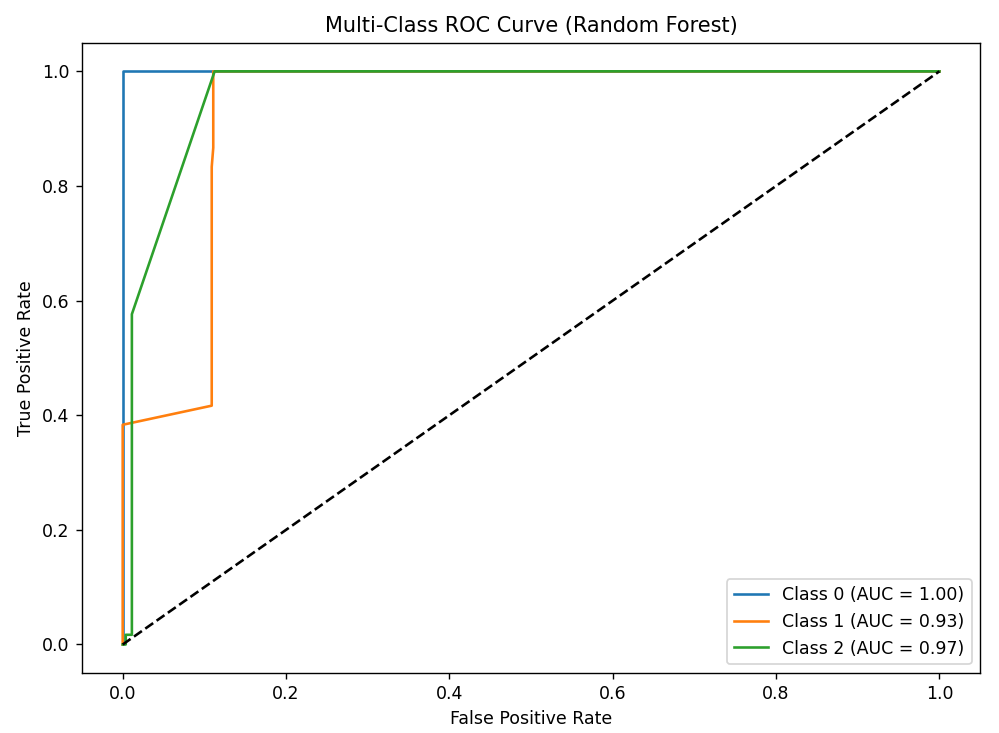 Multi-Class ROC Curve (Random Forest)
True Positive Rate
1.0
0.8
0.6
0.4
0.2
0.0
0.0 0.2 0.4 0.6 0.8 1.0
False Positive Rate
Class 0 (AUC = 1.00)
Class 1 (AUC = 0.93)
Class 2 (AUC = 0.97)